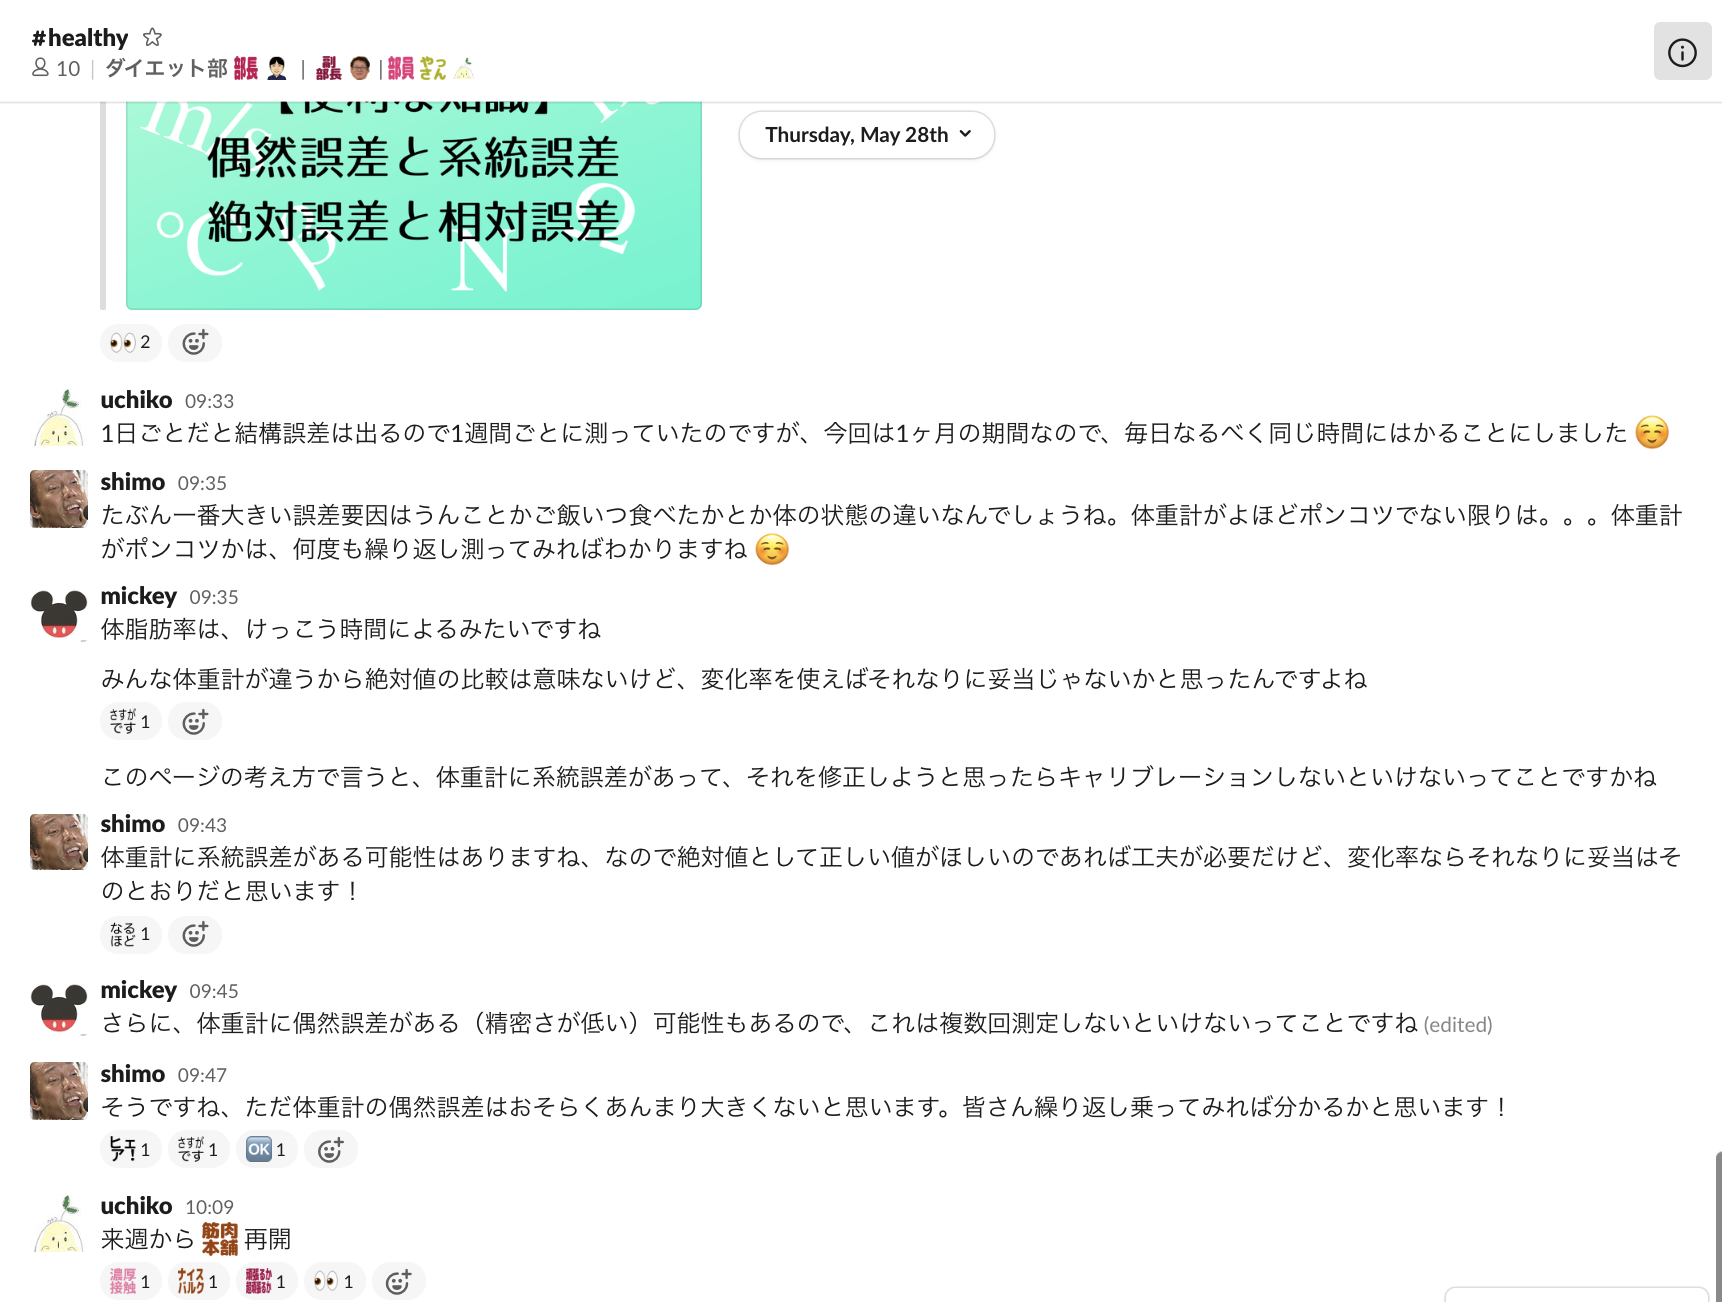 #healthy
10 | ダイエット部 部長 | 副部長 | 部員 やっさん
【便利な知識】
偶然誤差と系統誤差
絶対誤差と相対誤差
m/s
°C
N
Ω
Thursday, May 28th
2
uchiko 09:33
1日ごとだと結構誤差は出るので1週間ごとに測っていたのですが、今回は1ヶ月の期間なので、毎日なるべく同じ時間にはかることにしました
shimo 09:35
たぶん一番大きい誤差要因はうんことかご飯いつ食べたかとか体の状態の違いなんでしょうね。体重計がよほどポンコツでない限りは。。。体重計
がポンコツかは、何度も繰り返し測ってみればわかりますね
mickey 09:35
体脂肪率は、けっこう時間によるみたいですね
みんな体重計が違うから絶対値の比較は意味ないけど、変化率を使えばそれなりに妥当じゃないかと思ったんですよね
さすがです 1
このページの考え方で言うと、体重計に系統誤差があって、それを修正しようと思ったらキャリブレーションしないといけないってことですかね
shimo 09:43
体重計に系統誤差がある可能性はありますね、なので絶対値として正しい値がほしいのであれば工夫が必要だけど、変化率ならそれなりに妥当はそ
のとおりだと思います！
なるほど 1
mickey 09:45
さらに、体重計に偶然誤差がある（精密さが低い）可能性もあるので、これは複数回測定しないといけないってことですね (edited)
shimo 09:47
そうですね、ただ体重計の偶然誤差はおそらくあんまり大きくないと思います。皆さん繰り返し乗ってみれば分かるかと思います！
ヒエァ! 1 さすがです 1 OK 1
uchiko 10:09
来週から 筋肉本舗 再開
濃厚接触 1 ナイスバルク 1 1 1